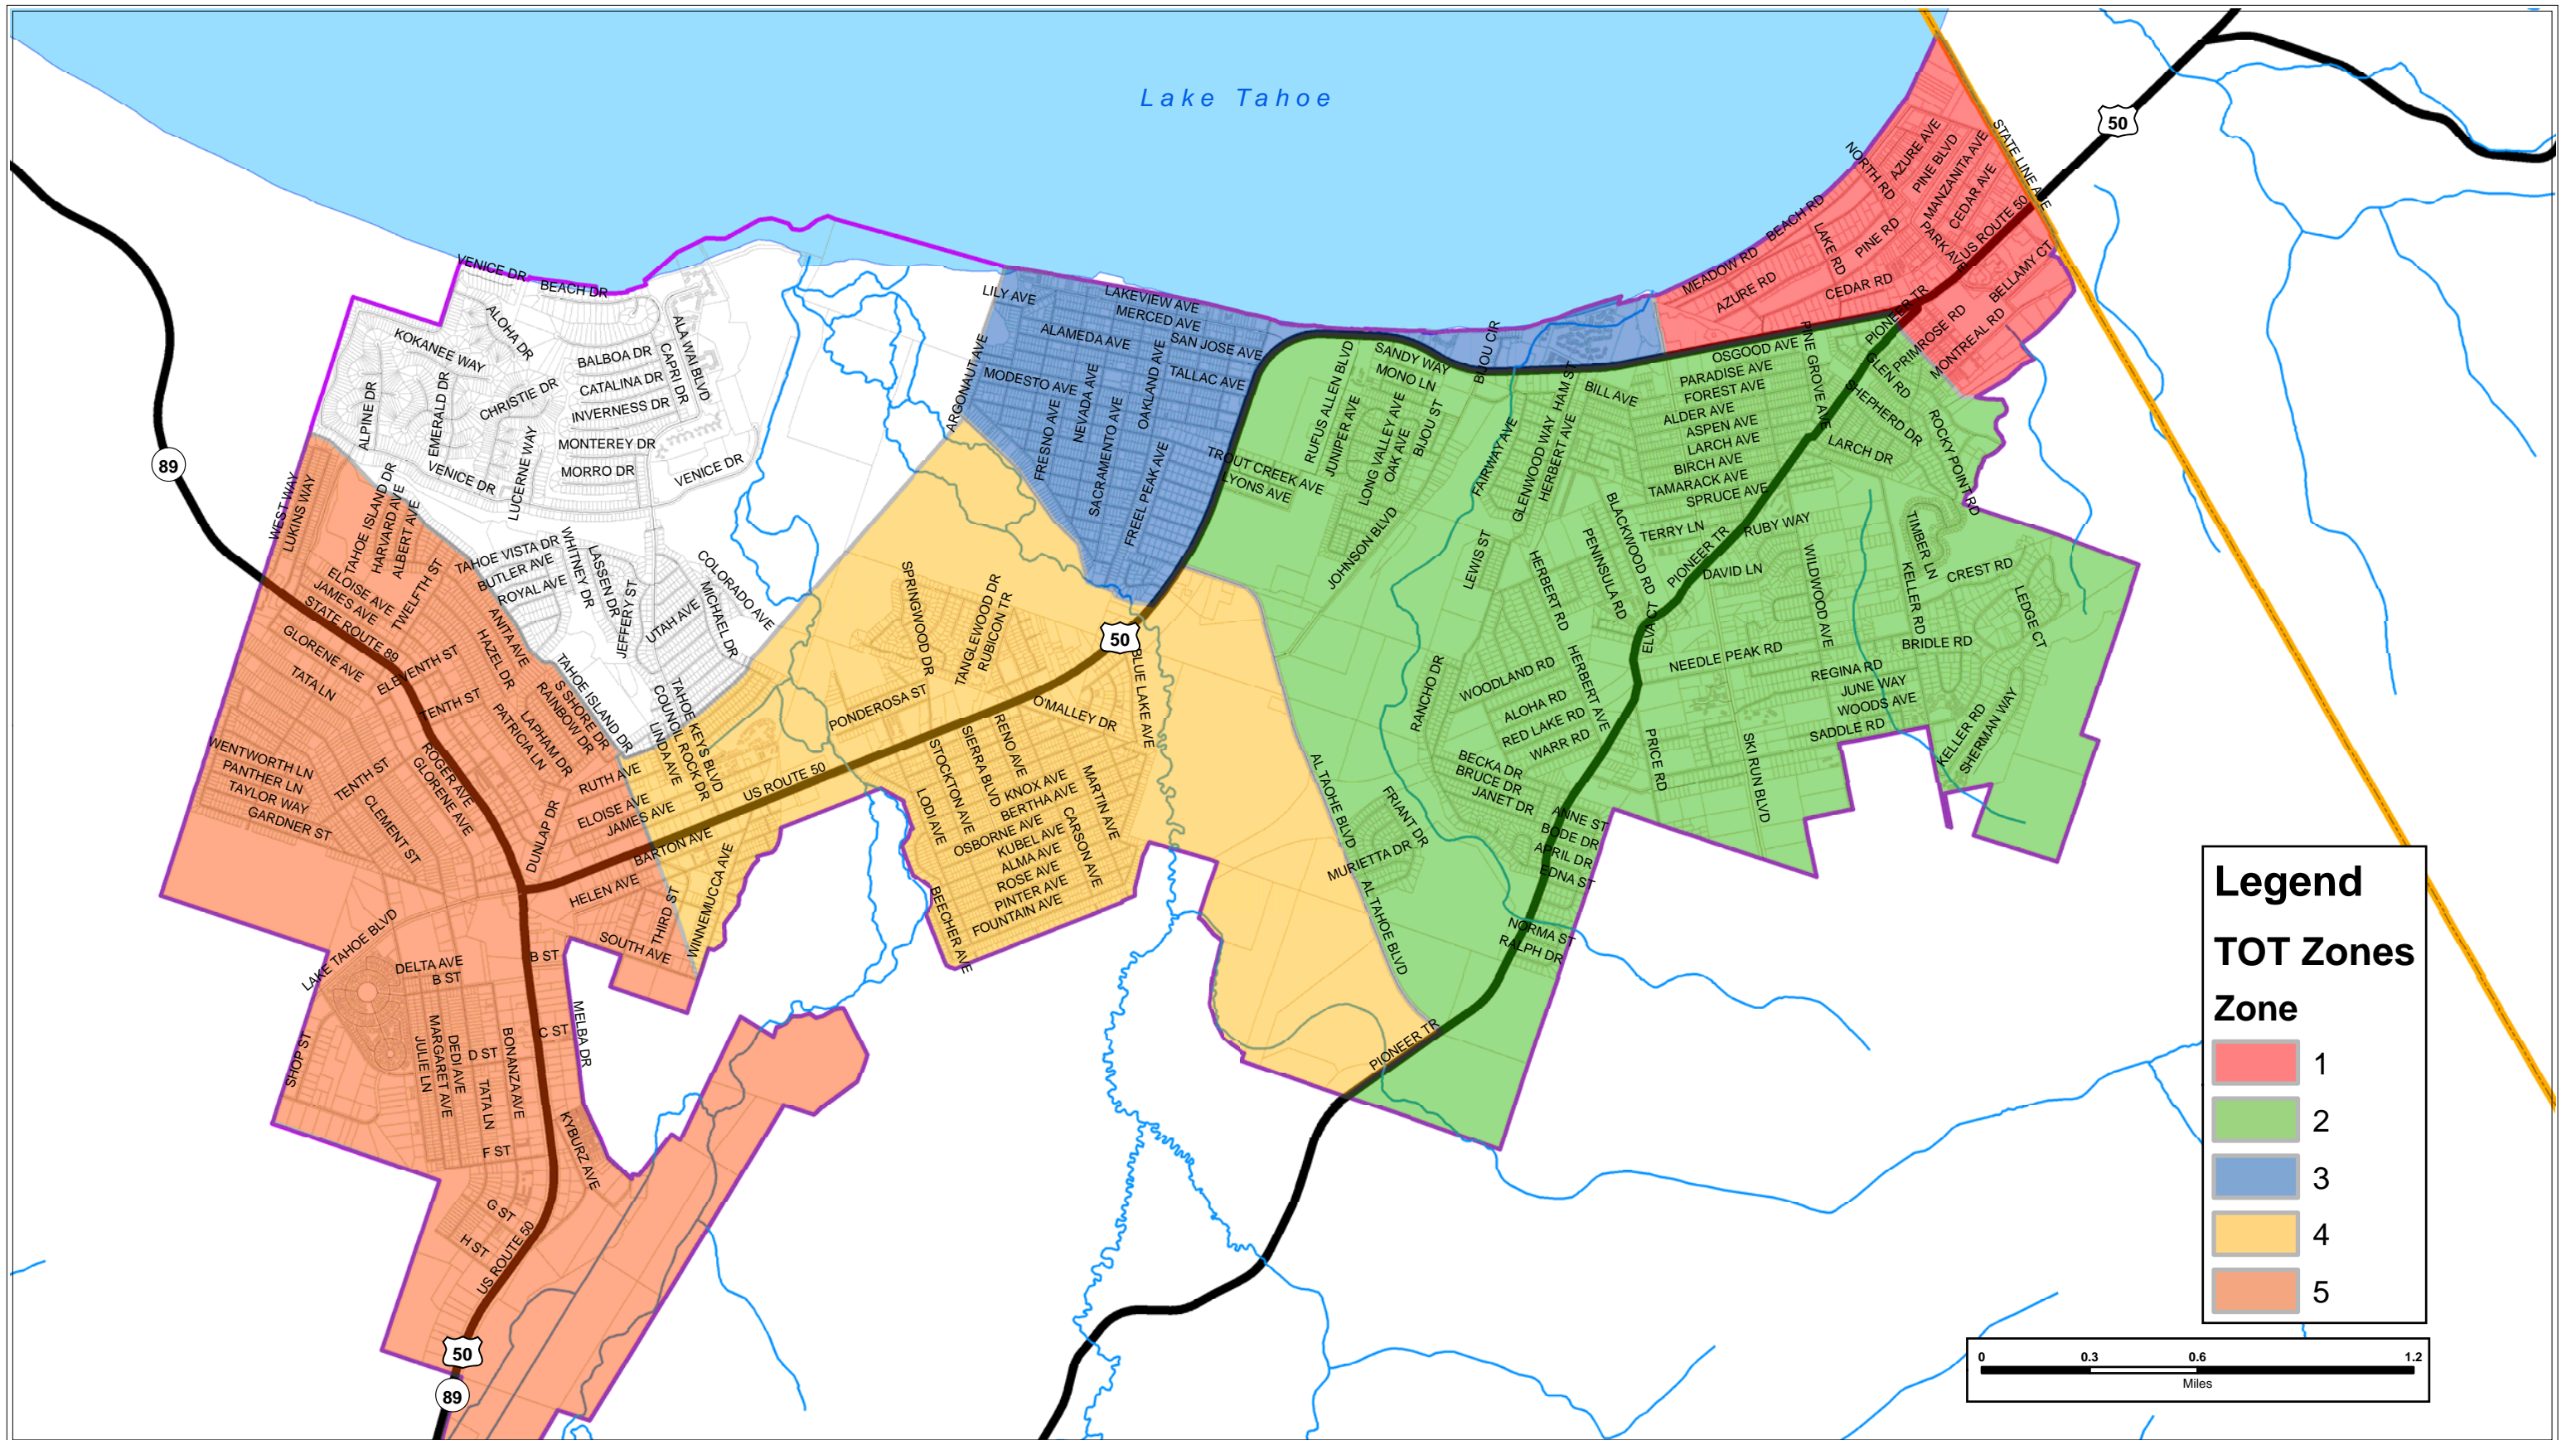 Lake Tahoe
50
STATE LINE AVE
NORTH RD
AZURE AVE
PINE BLVD
MANZANITA AVE
CEDAR AVE
US ROUTE 50
PARK AVE
BEACH RD
LAKE RD
PINE RD
MEADOW RD
AZURE RD
CEDAR RD
BELLAMY CT
PIONEER TR
PRIMROSE RD
MONTREAL RD
GLEN RD
VENICE DR
BEACH DR
ALOHA DR
KOKANEE WAY
ALA WAI BLVD
BALBOA DR
CAPRI DR
CATALINA DR
CHRISTIE DR
INVERNESS DR
ALPINE DR
EMERALD DR
LUCERNE WAY
MONTEREY DR
MORRO DR
VENICE DR
VENICE DR
LILY AVE
LAKEVIEW AVE
MERCED AVE
ALAMEDA AVE
SAN JOSE AVE
ARGONAUT AVE
MODESTO AVE
TALLAC AVE
NEVADA AVE
OAKLAND AVE
FRESNO AVE
SACRAMENTO AVE
FREEL PEAK AVE
BIJOU CIR
SANDY WAY
MONO LN
RUFUS ALLEN BLVD
JUNIPER AVE
LONG VALLEY AVE
OAK AVE
BIJOU ST
TROUT CREEK AVE
LYONS AVE
JOHNSON BLVD
FAIRWAY AVE
GLENWOOD WAY
HAM ST
HERBERT AVE
BILL AVE
OSGOOD AVE
PINE GROVE AVE
PARADISE AVE
FOREST AVE
ALDER AVE
ASPEN AVE
LARCH AVE
BIRCH AVE
TAMARACK AVE
SPRUCE AVE
SHEPHERD DR
LARCH DR
ROCKY POINT RD
TERRY LN
RUBY WAY
PIONEER TR
DAVID LN
BLACKWOOD RD
PENINSULA RD
LEWIS ST
HERBERT RD
ELVA CT
WILDWOOD AVE
TIMBER LN
KELLER RD
CREST RD
LEDGE CT
BRIDLE RD
NEEDLE PEAK RD
REGINA RD
JUNE WAY
WOODS AVE
SADDLE RD
KELLER RD
SHERMAN WAY
RANCHO DR
WOODLAND RD
HERBERT AVE
ALOHA RD
RED LAKE RD
WARR RD
PRICE RD
SKI RUN BLVD
BECKA DR
BRUCE DR
JANET DR
FRIANT DR
MURIETTA DR
ANNE ST
BODE DR
APRIL DR
EDNA ST
NORMA ST
RALPH DR
AL TAOHE BLVD
AL TAHOE BLVD
PIONEER TR
89
WEST WAY
LUKINS WAY
TAHOE ISLAND DR
HARVARD AVE
ALBERT AVE
ELOISE AVE
JAMES AVE
STATE ROUTE 89
TWELFTH ST
TAHOE VISTA DR
BUTLER AVE
ROYAL AVE
WHITNEY DR
LASSEN DR
JEFFERY ST
COLORADO AVE
MICHAEL DR
UTAH AVE
GLORENE AVE
TATA LN
ELEVENTH ST
TENTH ST
ANITA AVE
HAZEL DR
S SHORE DR
RAINBOW DR
LAPHAM DR
PATRICIA LN
TAHOE ISLAND DR
TAHOE KEYS BLVD
COUNCIL ROCK DR
LINDA AVE
RUTH AVE
ELOISE AVE
JAMES AVE
BARTON AVE
US ROUTE 50
SPRINGWOOD DR
TANGLEWOOD DR
RUBICON TR
50
BLUE LAKE AVE
PONDEROSA ST
O'MALLEY DR
RENO AVE
SIERRA BLVD
STOCKTON AVE
LODI AVE
KNOX AVE
BERTHA AVE
OSBORNE AVE
KUBEL AVE
ALMA AVE
ROSE AVE
PINTER AVE
FOUNTAIN AVE
MARTIN AVE
CARSON AVE
BEECHER AVE
WINNEMUCCA AVE
WENTWORTH LN
PANTHER LN
TAYLOR WAY
GARDNER ST
TENTH ST
ROGER AVE
GLORENE AVE
CLEMENT ST
DUNLAP DR
HELEN AVE
THIRD ST
SOUTH AVE
LAKE TAHOE BLVD
DELTA AVE
B ST
B ST
C ST
MELBA DR
SHOP ST
D ST
JULIE LN
MARGARET AVE
DEDI AVE
TATA LN
BONANZA AVE
F ST
KYBURZ AVE
G ST
H ST
US ROUTE 50
50
89
Legend
TOT Zones
Zone
1
2
3
4
5
0 0.3 0.6 1.2
Miles